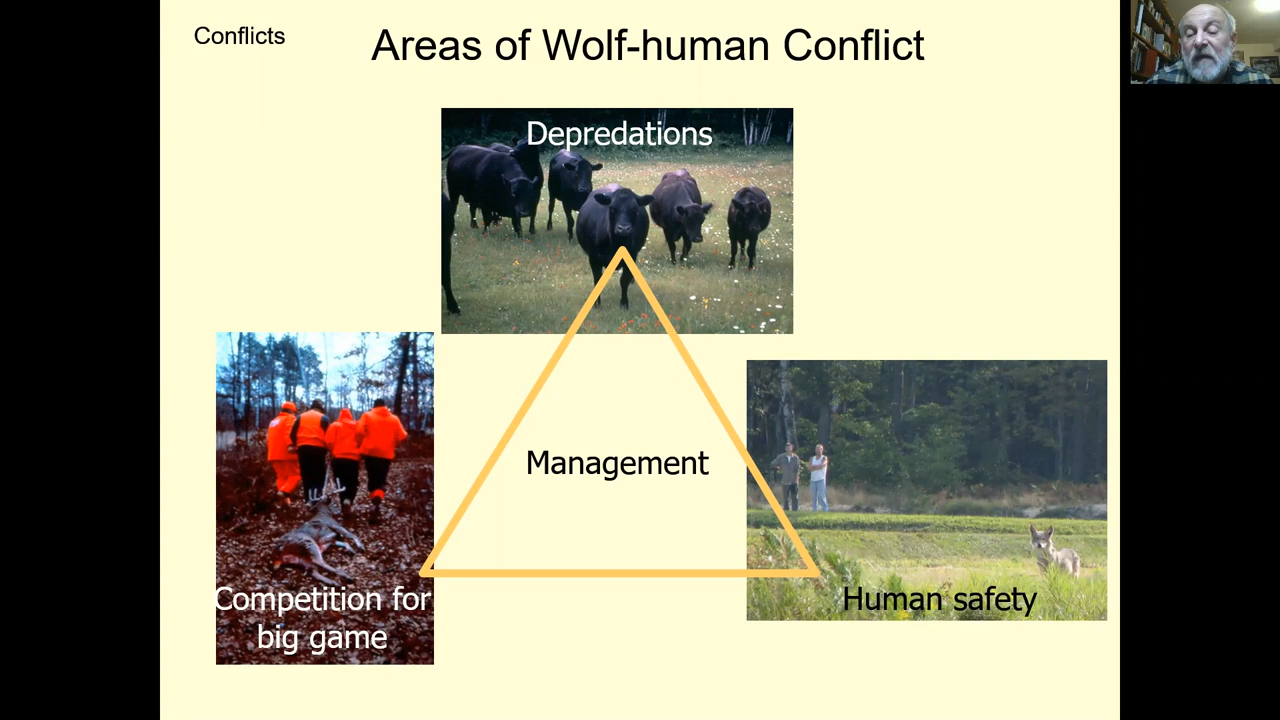 Conflicts
Areas of Wolf-human Conflict
Depredations
Management
Competition for
big game
Human safety